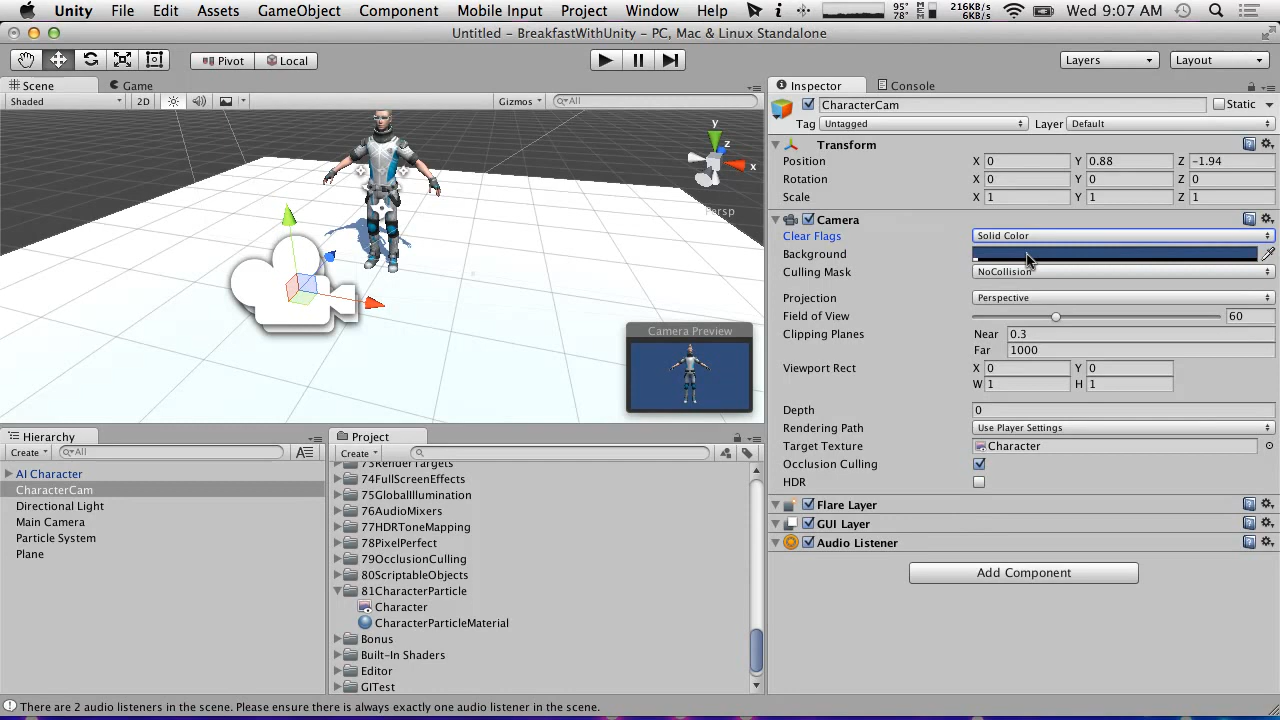 Unity File Edit Assets GameObject Component Mobile Input Project Window Help 95° 78° MEM 216KB/s 6KB/s Wed 9:07 AM
Untitled - BreakfastWithUnity - PC, Mac & Linux Standalone
Pivot Local Layers Layout
Scene Game Inspector Console
Shaded 2D Gizmos All
CharacterCam Static
Tag Untagged Layer Default
y
z
x
Persp
Transform
Position X 0 Y 0.88 Z -1.94
Rotation X 0 Y 0 Z 0
Scale X 1 Y 1 Z 1
Camera
Clear Flags Solid Color
Background
Culling Mask NoCollision
Projection Perspective
Field of View 60
Clipping Planes Near 0.3
Far 1000
Viewport Rect X 0 Y 0
W 1 H 1
Depth 0
Rendering Path Use Player Settings
Target Texture Character
Occlusion Culling
HDR
Flare Layer
GUI Layer
Audio Listener
Add Component
Camera Preview
Hierarchy
Create All
AI Character
CharacterCam
Directional Light
Main Camera
Particle System
Plane
Project
Create
73RenderTargets
74FullScreenEffects
75GlobalIllumination
76AudioMixers
77HDRToneMapping
78PixelPerfect
79OcclusionCulling
80ScriptableObjects
81CharacterParticle
Character
CharacterParticleMaterial
Bonus
Built-In Shaders
Editor
GITest
There are 2 audio listeners in the scene. Please ensure there is always exactly one audio listener in the scene.